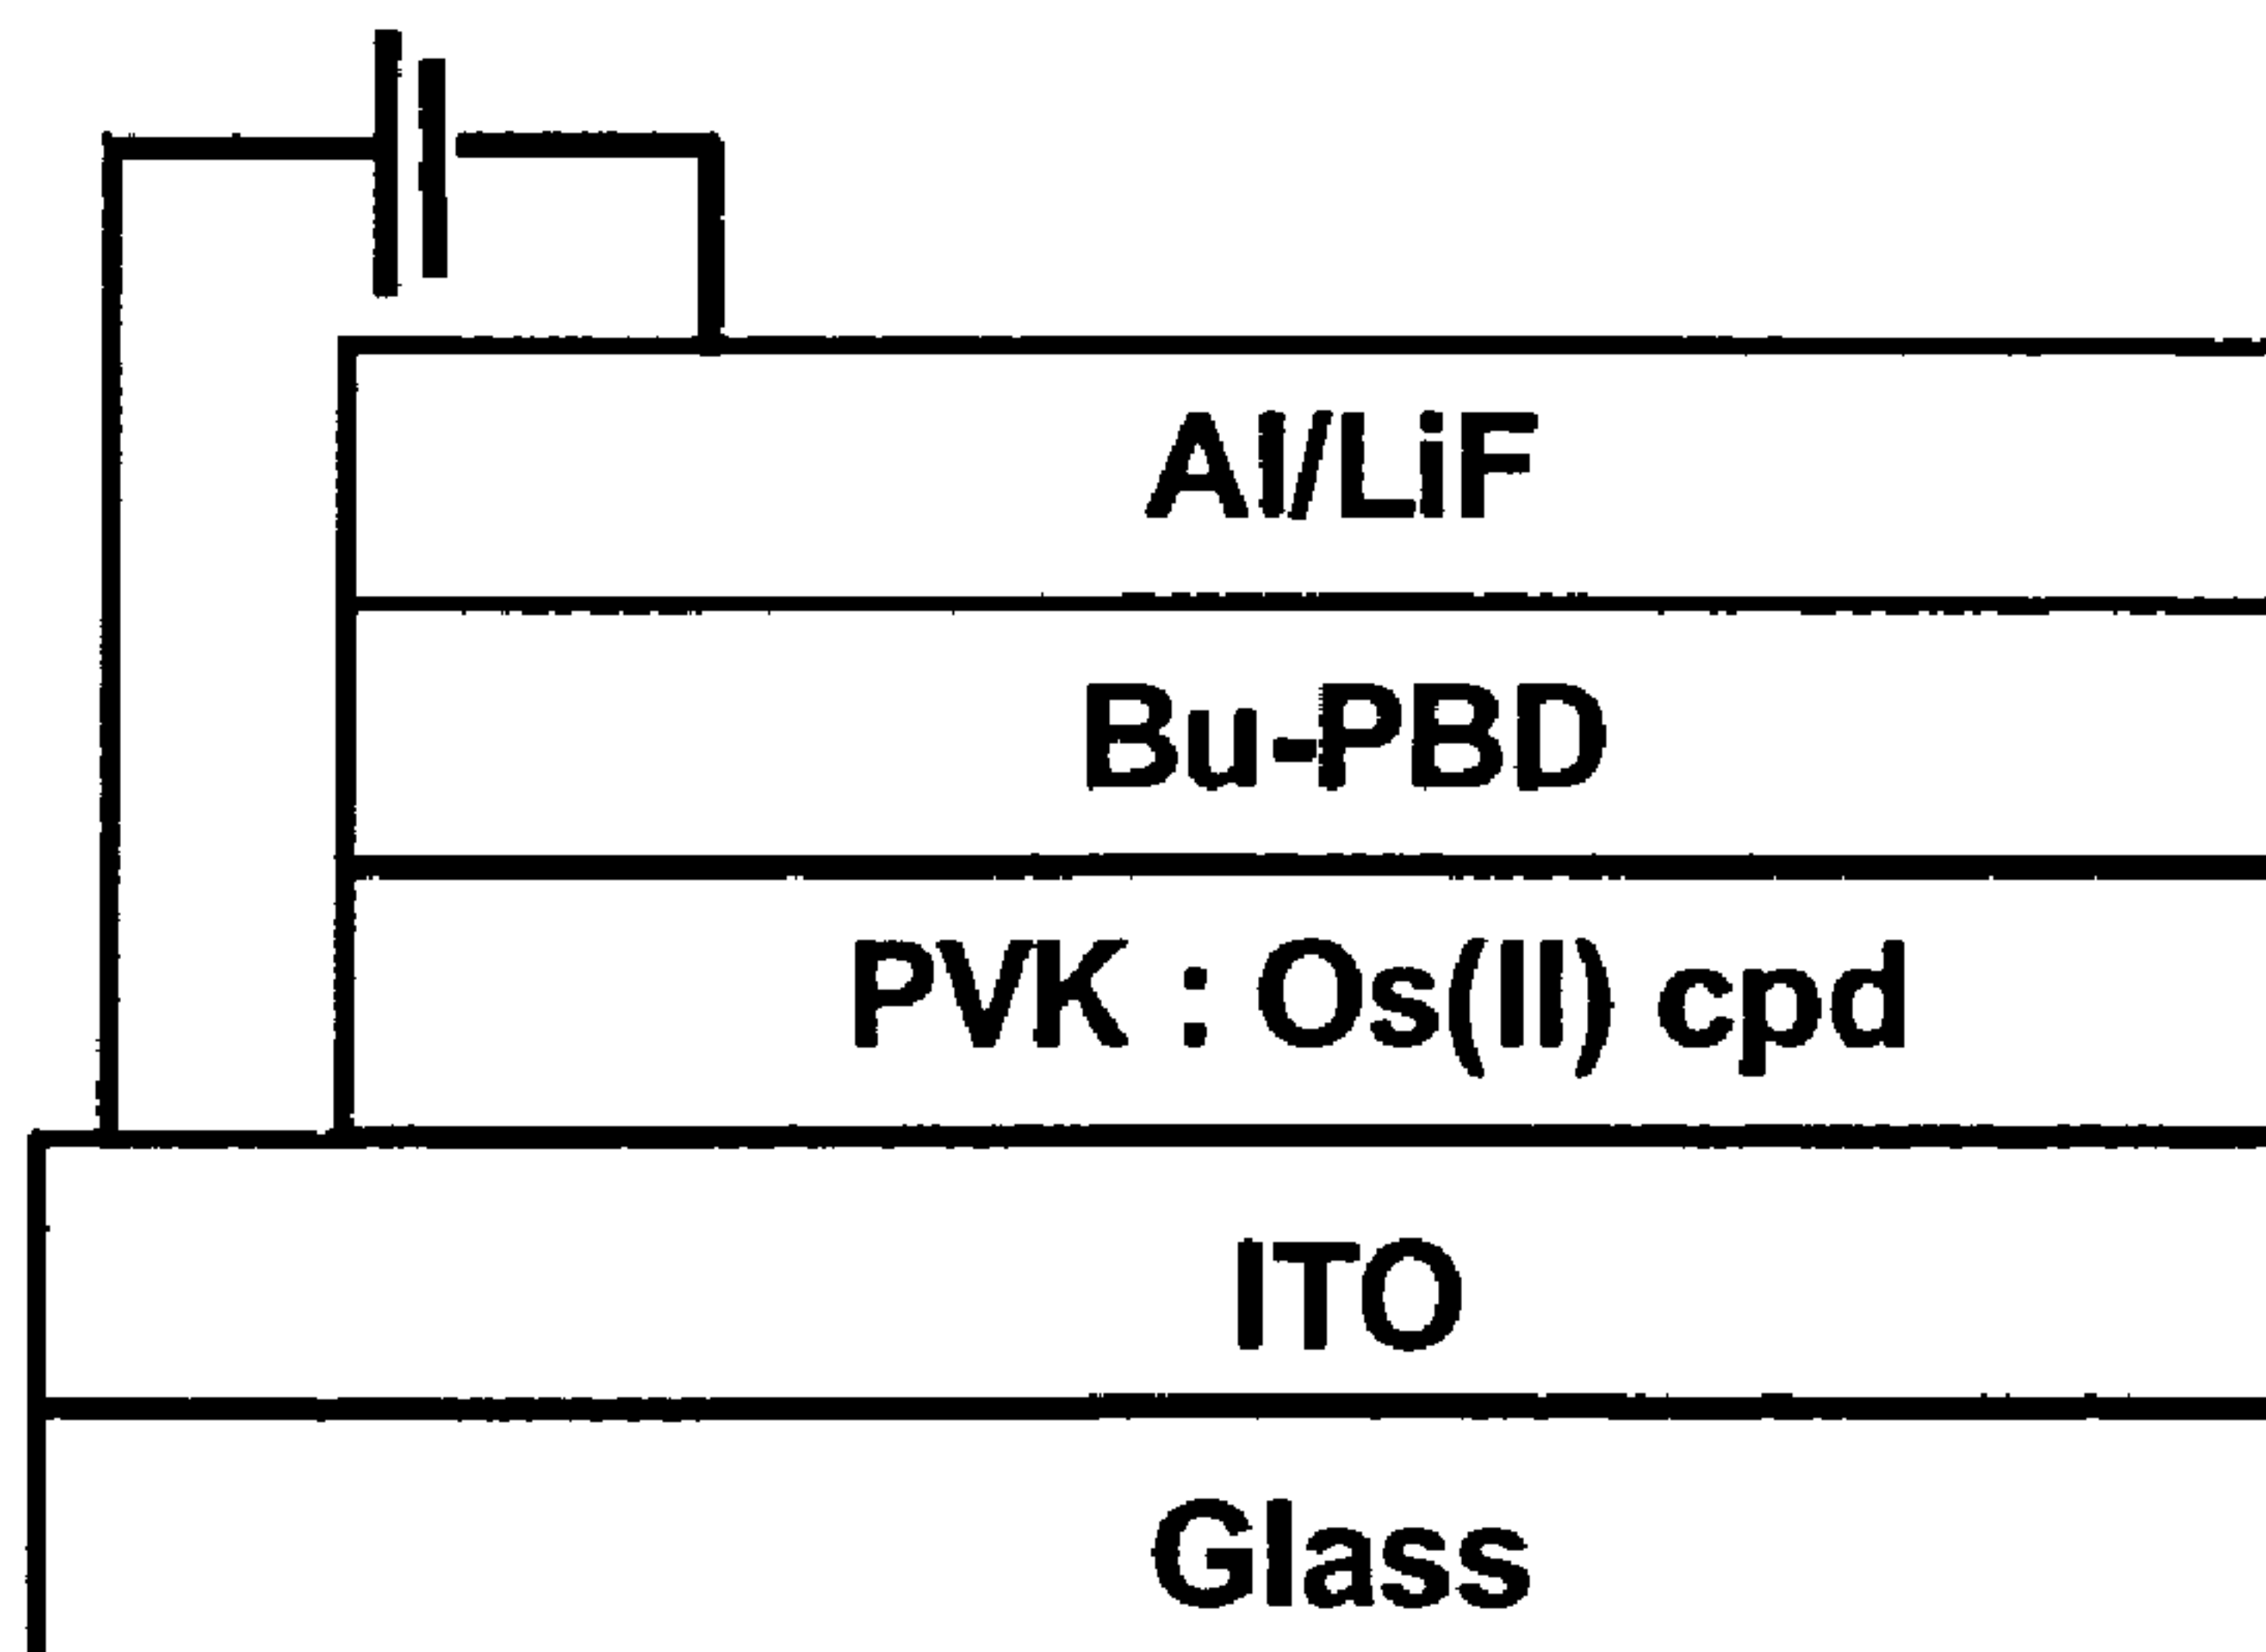 Al/LiF
Bu-PBD
PVK : Os(II) cpd
ITO
Glass